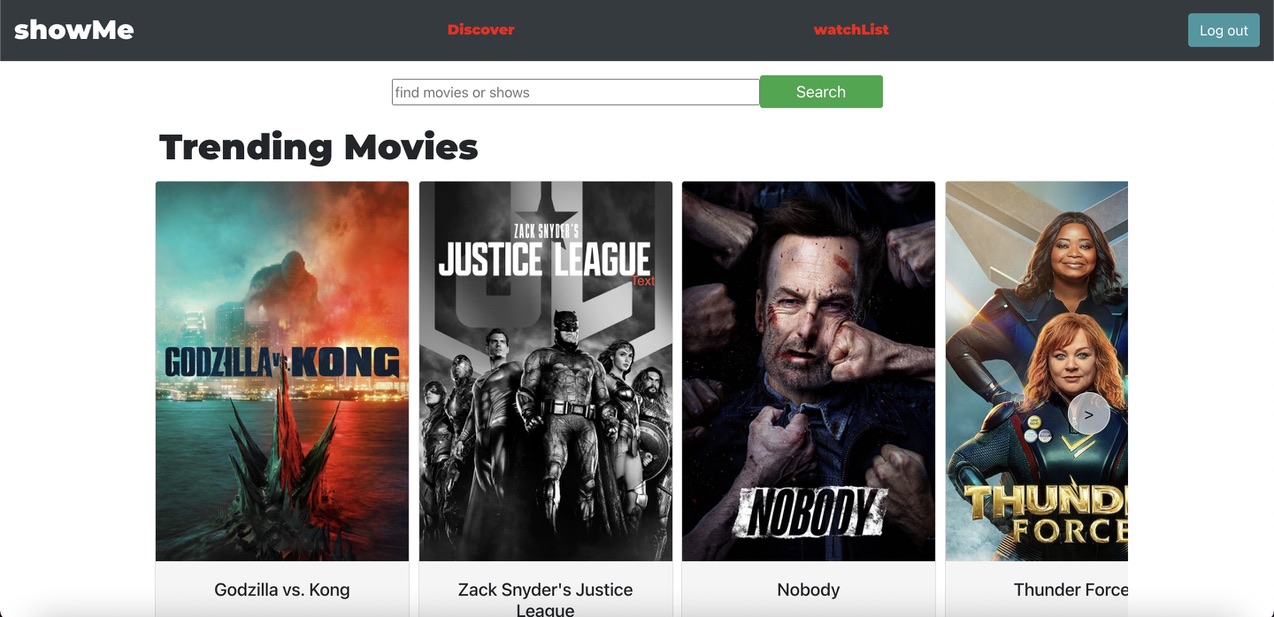 showMe
Discover
watchList
Log out
find movies or shows
Search
Trending Movies
GODZILLA vs. KONG
ZACK SNYDER'S
JUSTICE LEAGUE
Text
NOBODY
>
THUND
FORCE
Godzilla vs. Kong
Zack Snyder's Justice
League
Nobody
Thunder Force